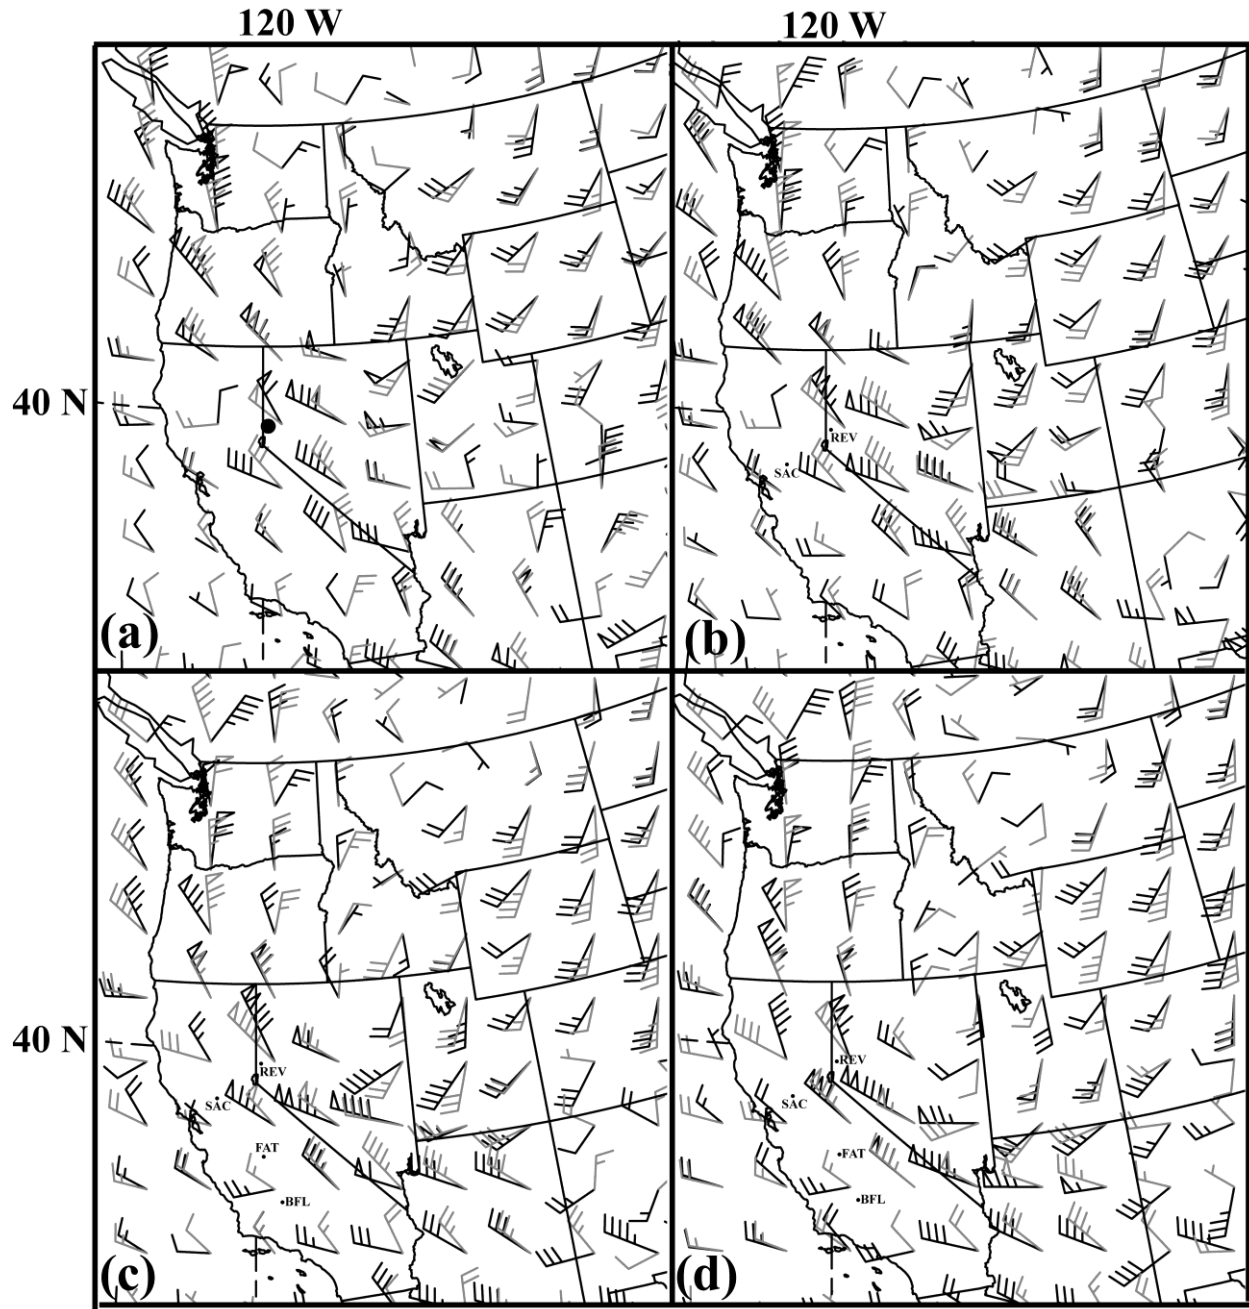 120 W 120 W
40 N
REV
SAC
(a) (b)
40 N
REV REV
SAC SAC
FAT FAT
BFL BFL
(c) (d)